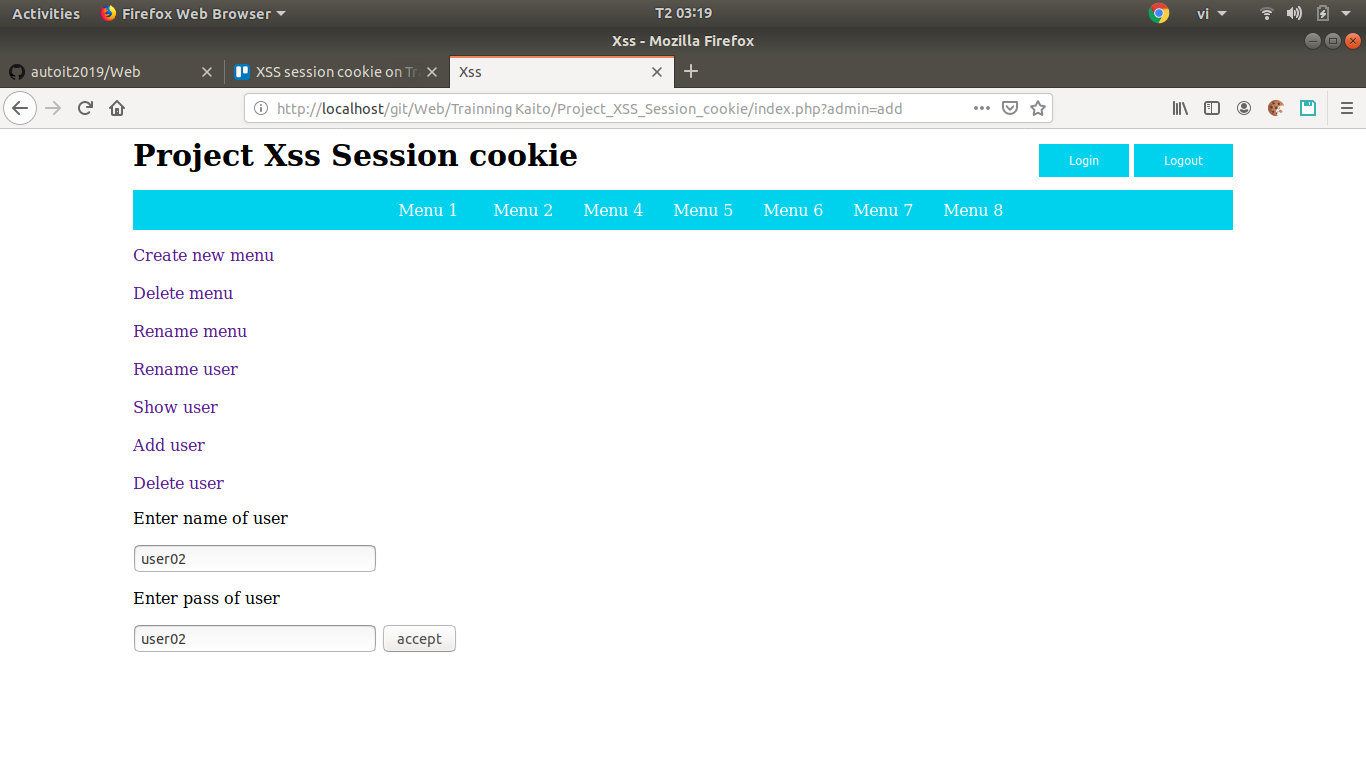 Activities Firefox Web Browser T2 03:19 vi
Xss - Mozilla Firefox
autoit2019/Web XSS session cookie on Tr Xss
http://localhost/git/Web/Trainning Kaito/Project_XSS_Session_cookie/index.php?admin=add
Project Xss Session cookie Login Logout
Menu 1 Menu 2 Menu 4 Menu 5 Menu 6 Menu 7 Menu 8
Create new menu
Delete menu
Rename menu
Rename user
Show user
Add user
Delete user
Enter name of user
user02
Enter pass of user
user02 accept